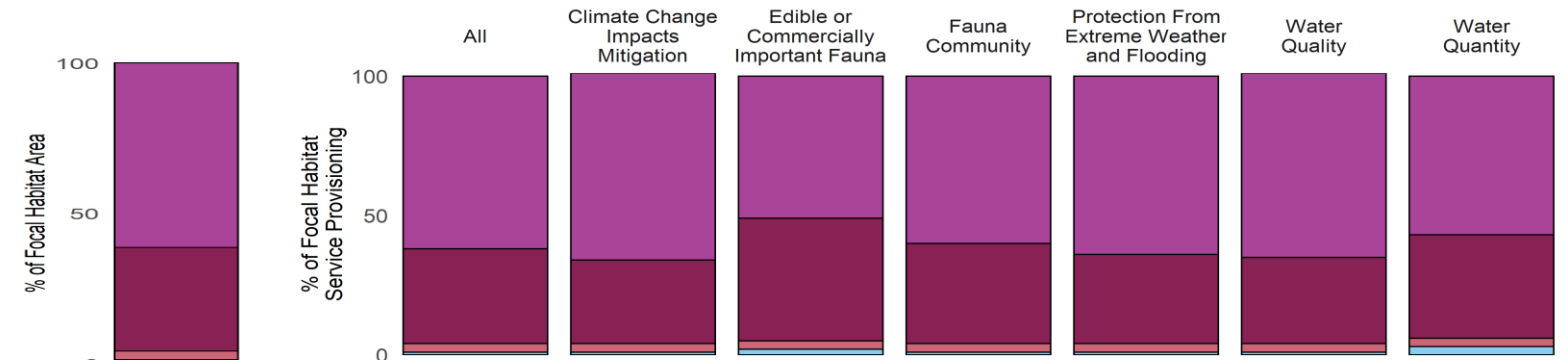 % of Focal Habitat Area
100
50
% of Focal Habitat
Service Provisioning
100
50
0
All
Climate Change
Impacts
Mitigation
Edible or
Commercially
Important Fauna
Fauna
Community
Protection From
Extreme Weather
and Flooding
Water
Quality
Water
Quantity